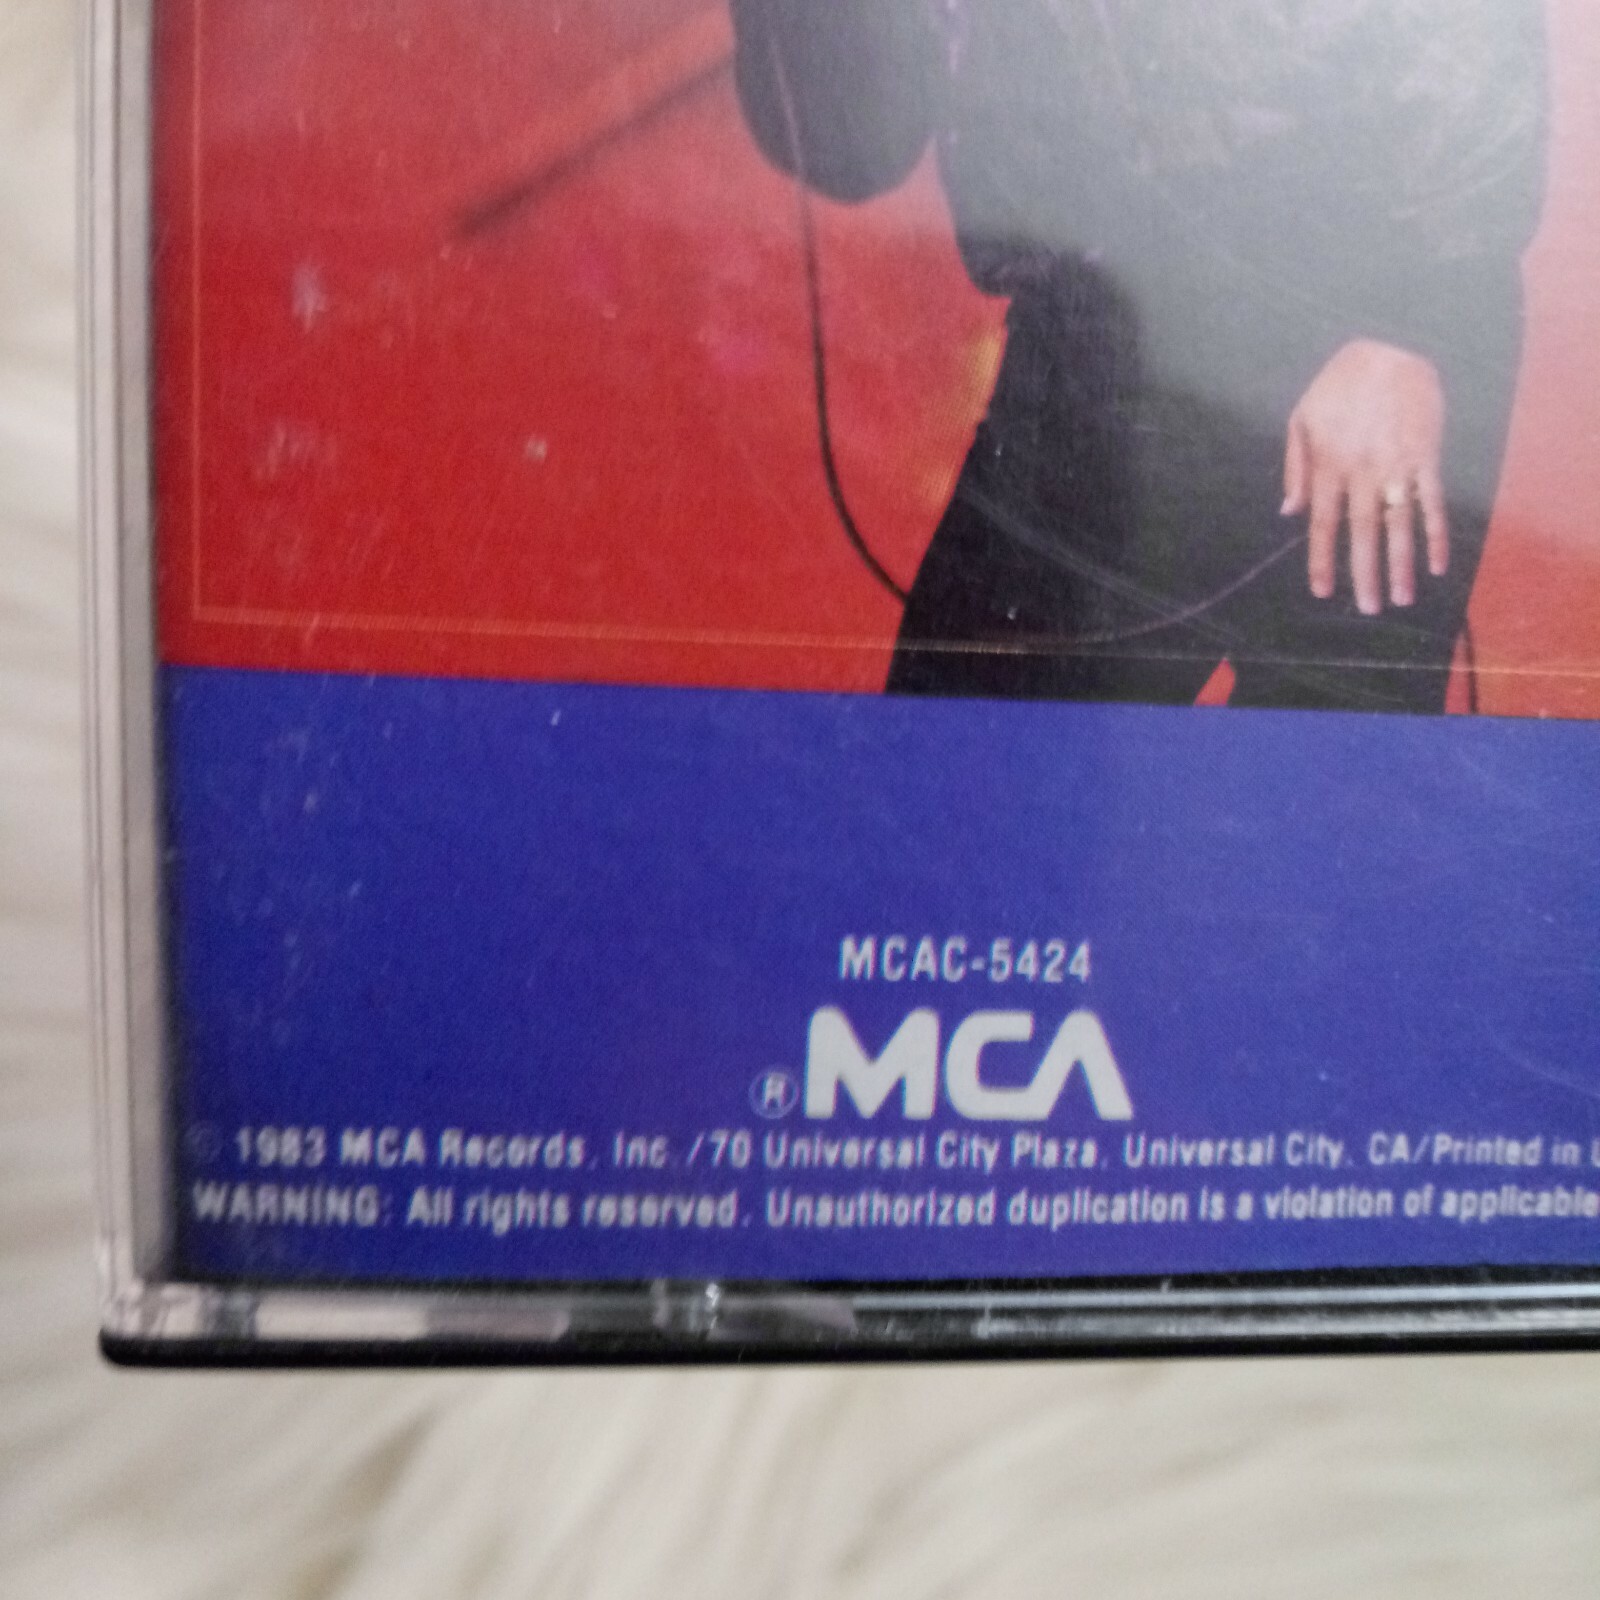 MCAC-5424
® MCA
© 1983 MCA Records, Inc./70 Universal City Plaza, Universal City, CA/Printed in
WARNING: All rights reserved. Unauthorized duplication is a violation of applicable